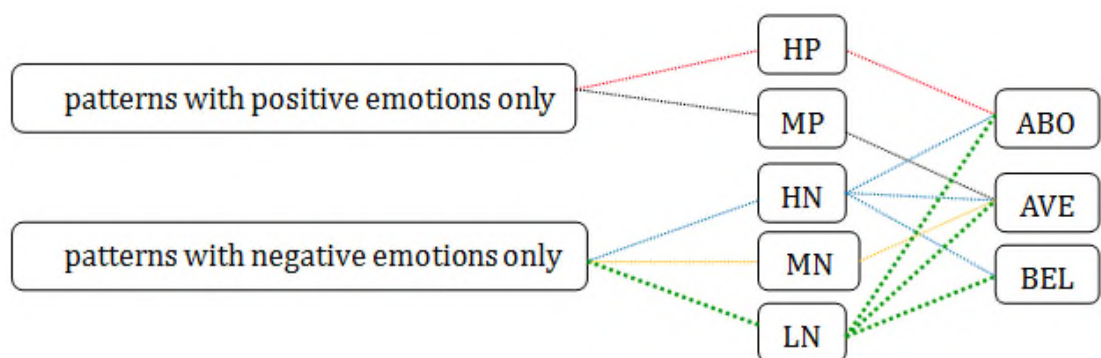 patterns with positive emotions only
patterns with negative emotions only
HP
MP
HN
MN
LN
ABO
AVE
BEL